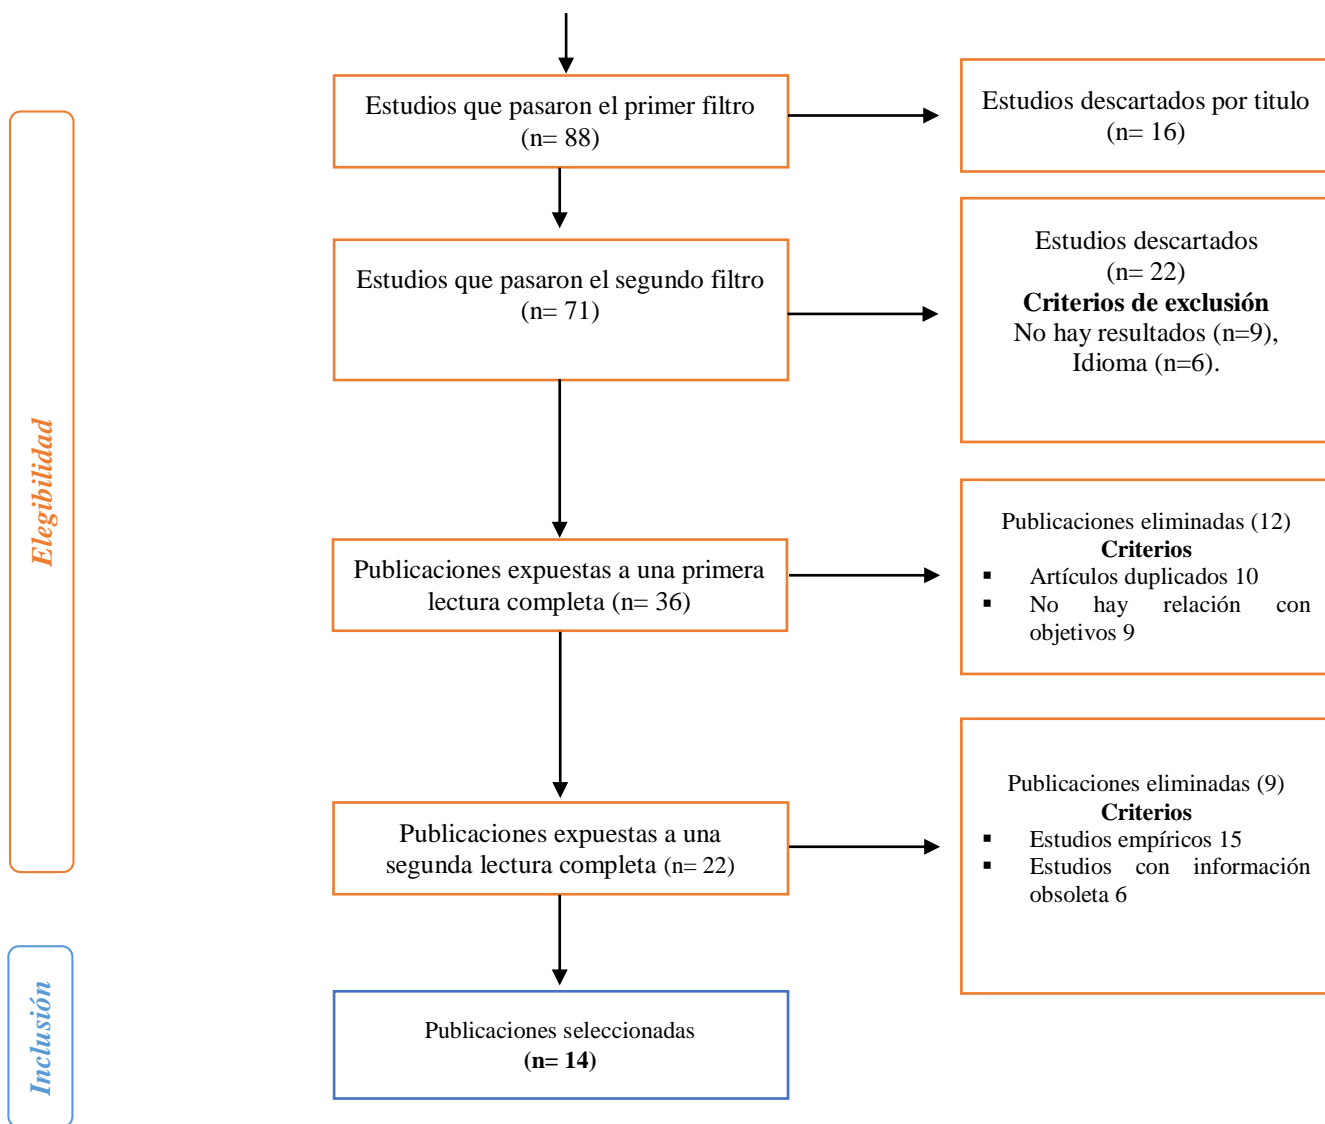 Estudios que pasaron el primer filtro
(n= 88)
Estudios descartados por titulo
(n= 16)
Elegibilidad
Estudios que pasaron el segundo filtro
(n= 71)
Estudios descartados
(n= 22)
Criterios de exclusión
No hay resultados (n=9),
Idioma (n=6).
Publicaciones expuestas a una primera
lectura completa (n= 36)
Publicaciones eliminadas (12)
Criterios
▪ Artículos duplicados 10
▪ No hay relación con
objetivos 9
Publicaciones expuestas a una
segunda lectura completa (n= 22)
Publicaciones eliminadas (9)
Criterios
▪ Estudios empíricos 15
▪ Estudios con información
obsoleta 6
Inclusión
Publicaciones seleccionadas
(n= 14)